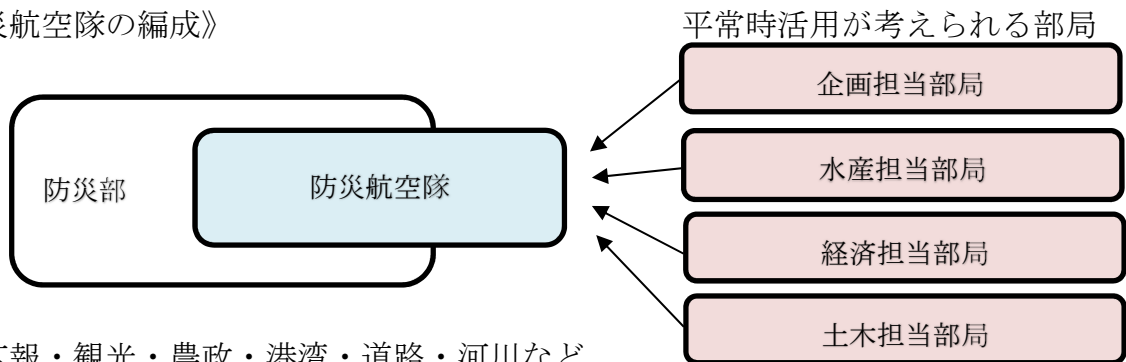 航空隊の編成》
平常時活用が考えられる部局
企画担当部局
水産担当部局
防災部
防災航空隊
経済担当部局
土木担当部局
報・観光・農政・港湾・道路・河川など